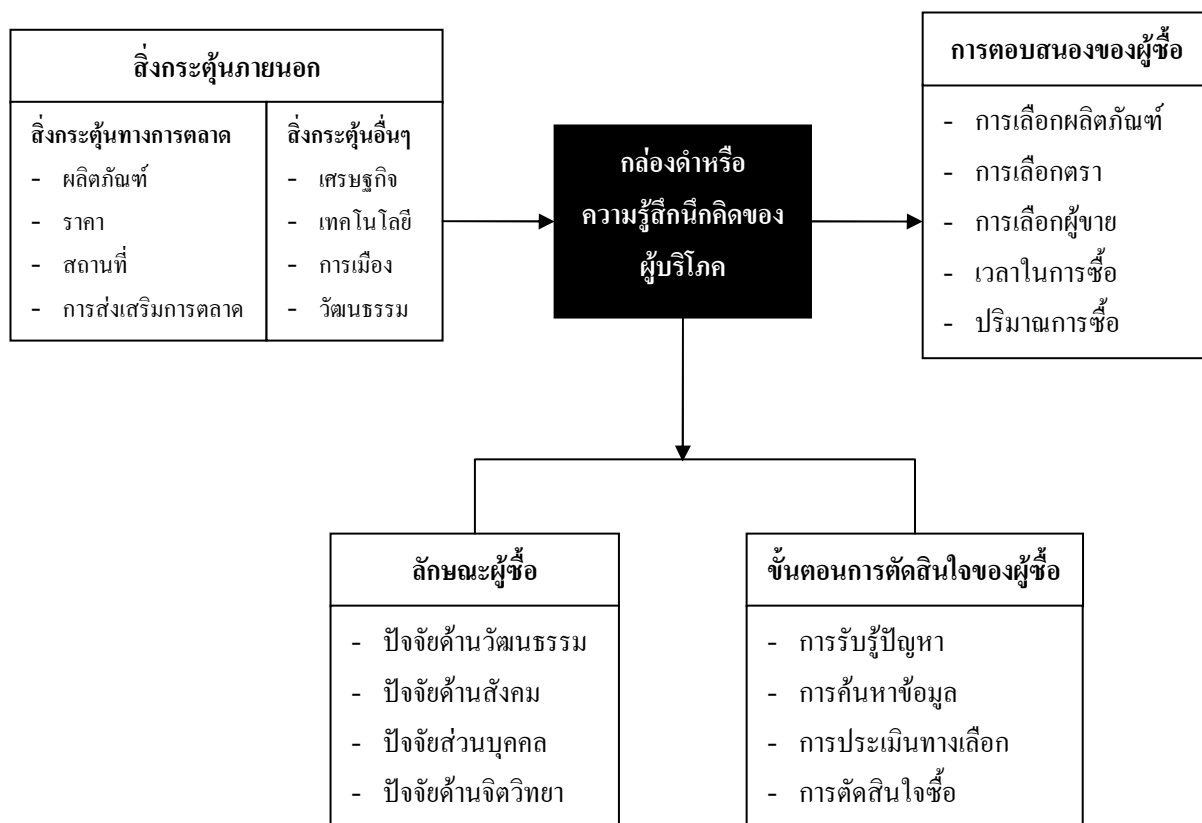 สิ่งกระตุ้นภายนอก
สิ่งกระตุ้นทางการตลาด
- ผลิตภัณฑ์
- ราคา
- สถานที่
- การส่งเสริมการตลาด
สิ่งกระตุ้นอื่นๆ
- เศรษฐกิจ
- เทคโนโลยี
- การเมือง
- วัฒนธรรม
กล่องดำหรือ
ความรู้สึกนึกคิดของ
ผู้บริโภค
การตอบสนองของผู้ซื้อ
- การเลือกผลิตภัณฑ์
- การเลือกตรา
- การเลือกผู้ขาย
- เวลาในการซื้อ
- ปริมาณการซื้อ
ลักษณะผู้ซื้อ
- ปัจจัยด้านวัฒนธรรม
- ปัจจัยด้านสังคม
- ปัจจัยส่วนบุคคล
- ปัจจัยด้านจิตวิทยา
ขั้นตอนการตัดสินใจของผู้ซื้อ
- การรับรู้ปัญหา
- การค้นหาข้อมูล
- การประเมินทางเลือก
- การตัดสินใจซื้อ